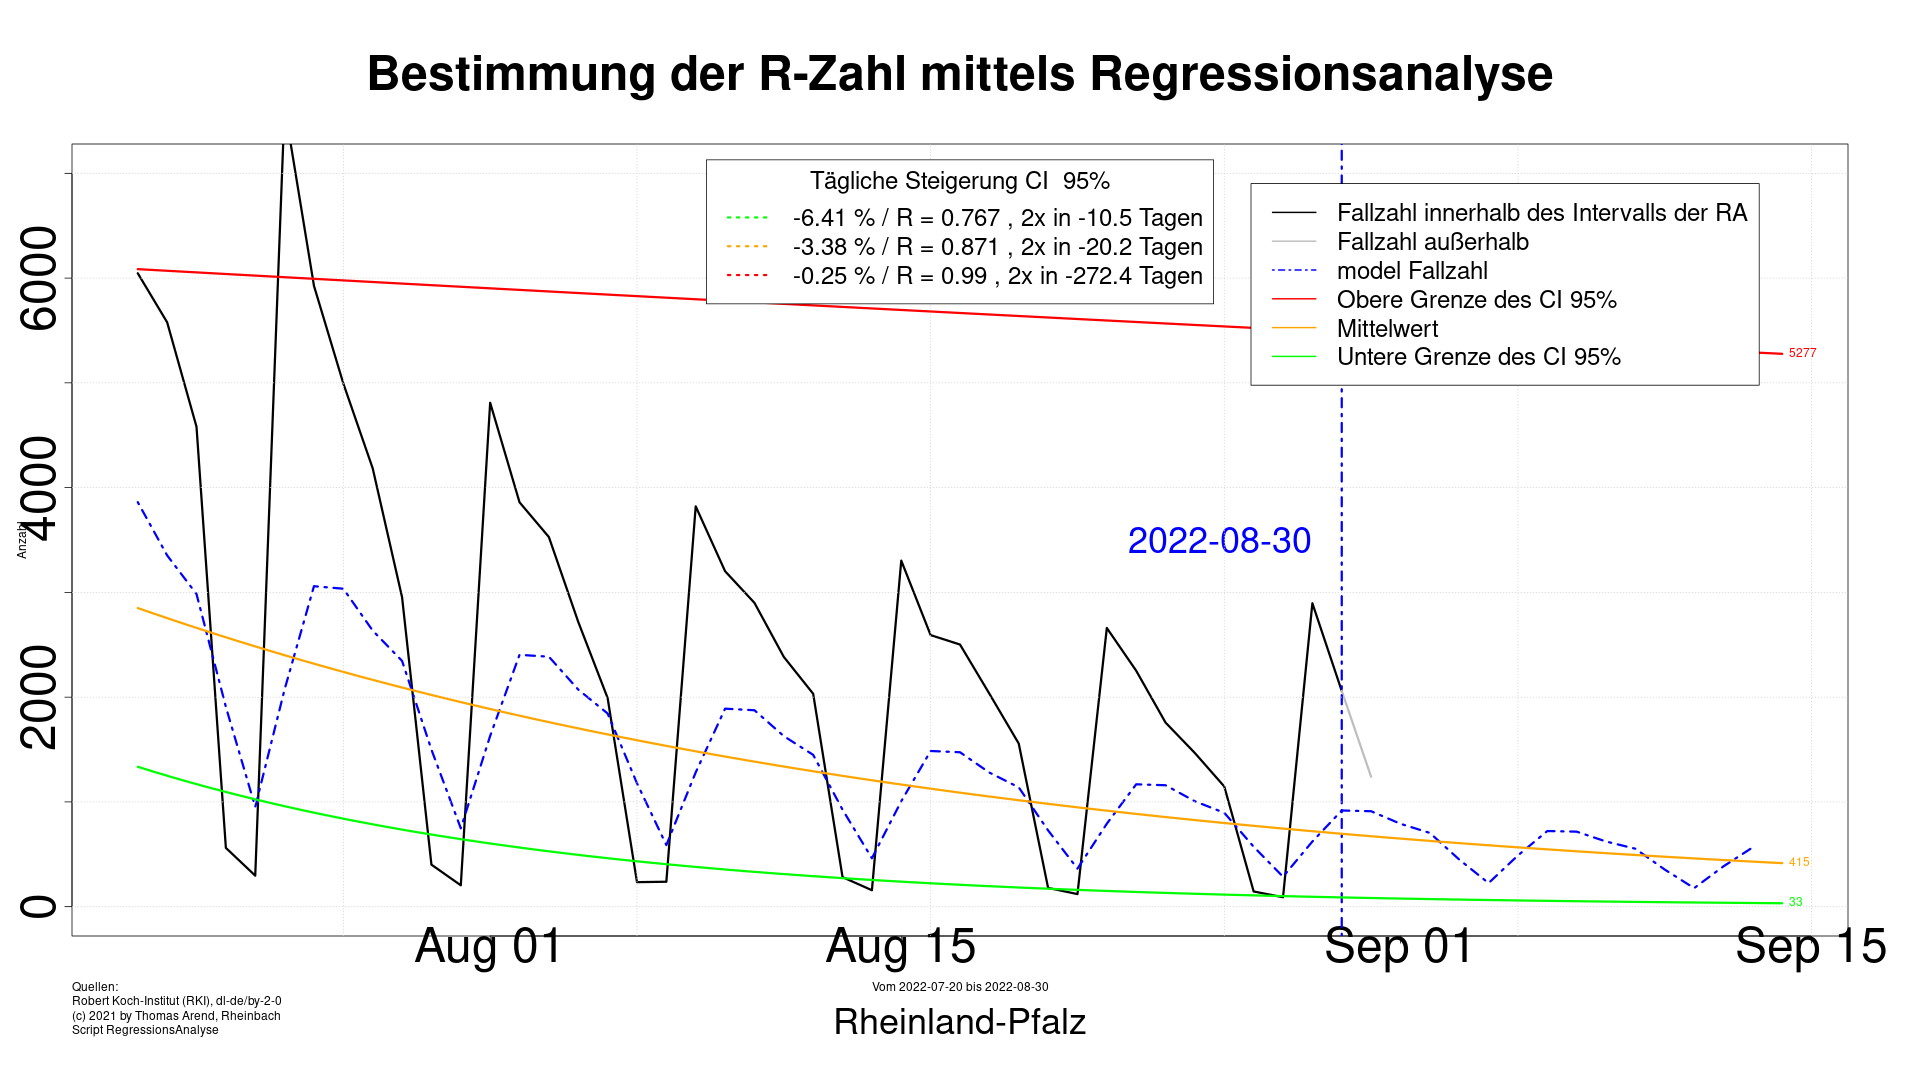 Bestimmung der R-Zahl mittels Regressionsanalyse
Tägliche Steigerung CI  95%
-6.41 % / R = 0.767 , 2x in -10.5 Tagen
-3.38 % / R = 0.871 , 2x in -20.2 Tagen
-0.25 % / R = 0.99 , 2x in -272.4 Tagen
Fallzahl innerhalb des Intervalls der RA
Fallzahl außerhalb
model Fallzahl
Obere Grenze des CI 95%
Mittelwert
Untere Grenze des CI 95%
6000
4000
2000
0
Anzahl
5277
2022-08-30
415
33
Aug 01
Aug 15
Sep 01
Sep 15
Quellen:
Robert Koch-Institut (RKI), dl-de/by-2-0
(c) 2021 by Thomas Arend, Rheinbach
Script RegressionsAnalyse
Vom 2022-07-20 bis 2022-08-30
Rheinland-Pfalz